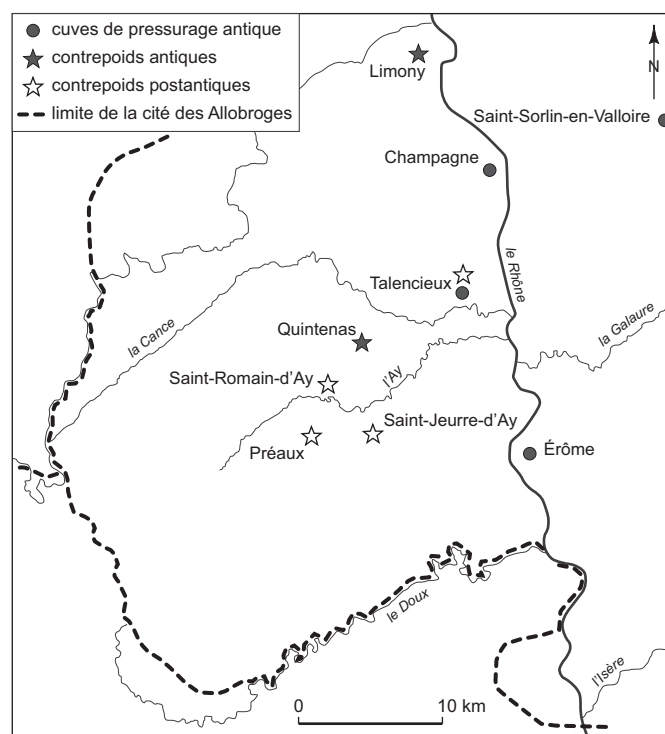 cuves de pressurage antique
contrepoids antiques
contrepoids postantiques
limite de la cité des Allobroges
N
Limony
Saint-Sorlin-en-Valloire
Champagne
le Rhône
Talencieux
la Cance
Quintenas
la Galaure
Saint-Romain-d'Ay
l'Ay
Saint-Jeurre-d'Ay
Préaux
Érôme
le Doux
l'Isère
0 10 km